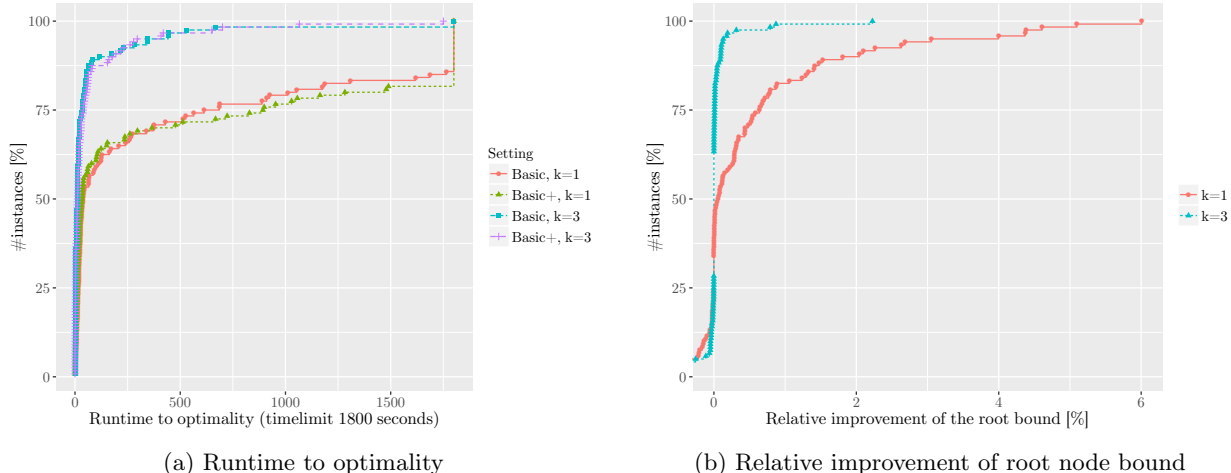 100
75
50
25
0
#instances [%]
0
500
1000
1500
Runtime to optimality (timelimit 1800 seconds)
Setting
Basic, k=1
Basic+, k=1
Basic, k=3
Basic+, k=3
(a) Runtime to optimality
100
75
50
25
0
#instances [%]
0
2
4
6
Relative improvement of the root bound [%]
k=1
k=3
(b) Relative improvement of root node bound